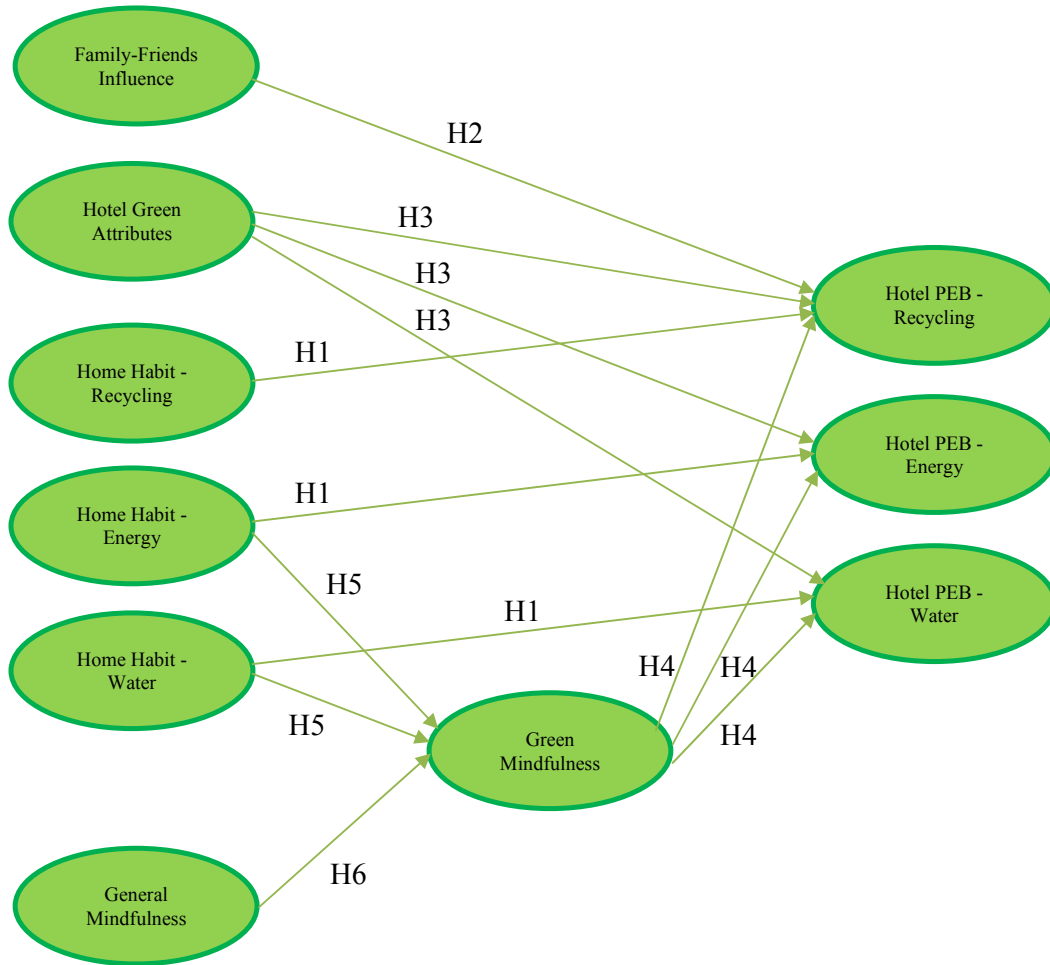 Family-Friends
Influence
H2
Hotel Green
Attributes
H3
H3
H3
Hotel PEB -
Recycling
Home Habit -
Recycling
H1
Hotel PEB -
Energy
Home Habit -
Energy
H1
H5
Hotel PEB -
Water
Home Habit -
Water
H1
H5
H4
H4
H4
Green
Mindfulness
General
Mindfulness
H6